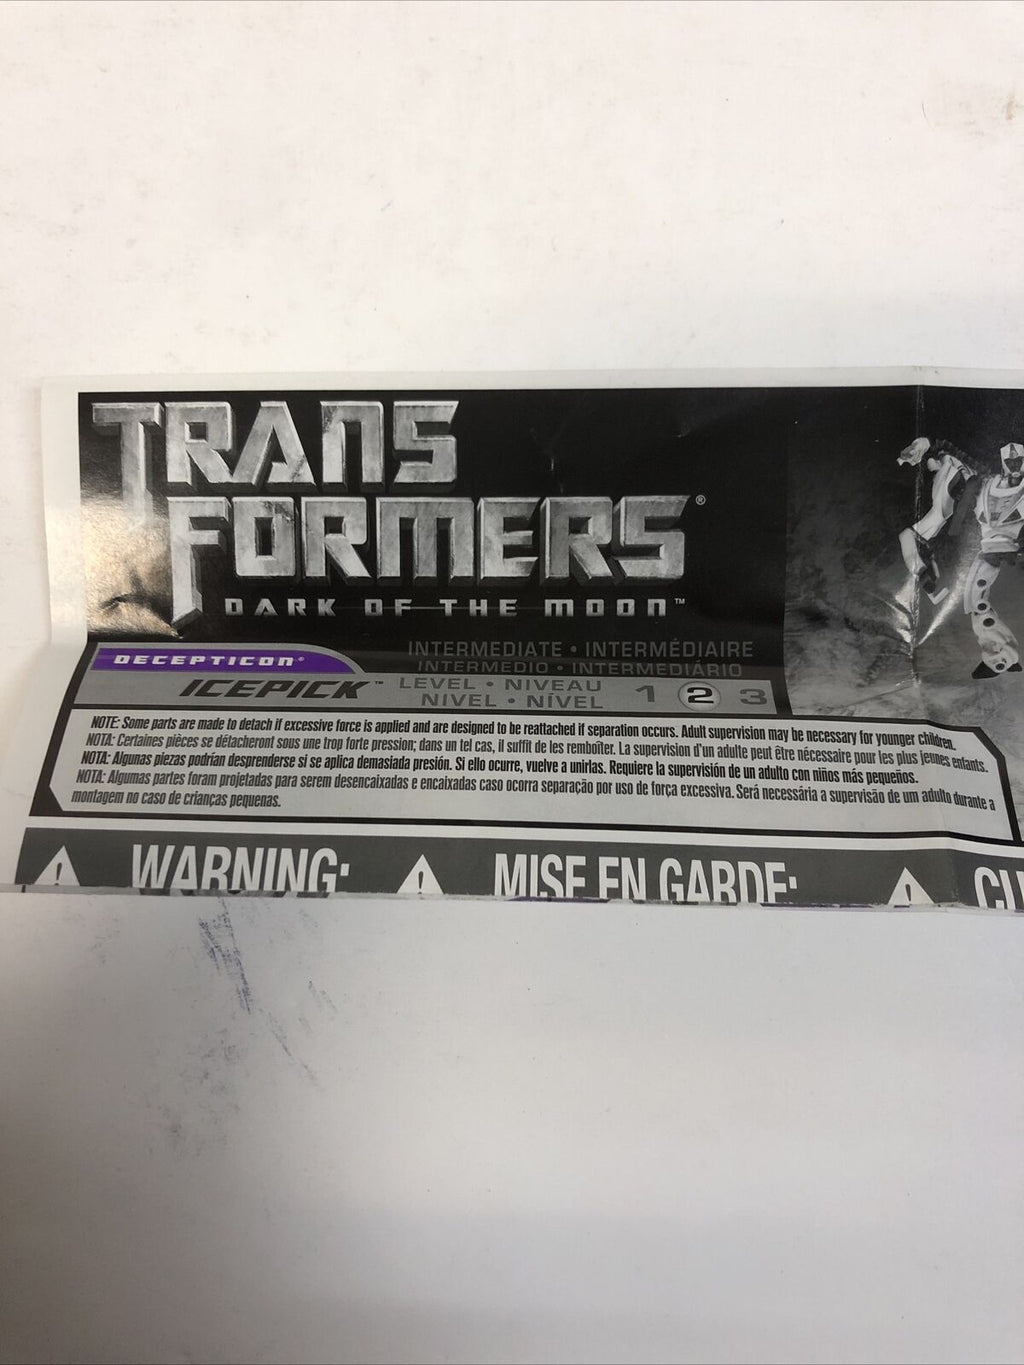 TRANS
FORMERS®
DARK OF THE MOON™
DECEPTICON®
ICEPICK™
INTERMEDIATE • INTERMÉDIAIRE
INTERMEDIO • INTERMEDIÁRIO
LEVEL • NIVEAU
NIVEL • NÍVEL
1 2 3
NOTE: Some parts are made to detach if excessive force is applied and are designed to be reattached if separation occurs. Adult supervision may be necessary for younger children.
NOTA: Certaines pièces se détacheront sous une trop forte pression; dans un tel cas, il suffit de les remboîter. La supervision d'un adulte peut être nécessaire pour les plus jeunes enfants.
NOTA: Algunas piezas podrían desprenderse si se aplica demasiada presión. Si ello ocurre, vuelve a unirlas. Requiere la supervisión de un adulto con niños más pequeños.
NOTA: Algumas partes foram projetadas para serem desencaixadas e encaixadas caso ocorra separação por uso de força excessiva. Será necessária a supervisão de um adulto durante a
montagem no caso de crianças pequenas.
WARNING: MISE EN GARDE: